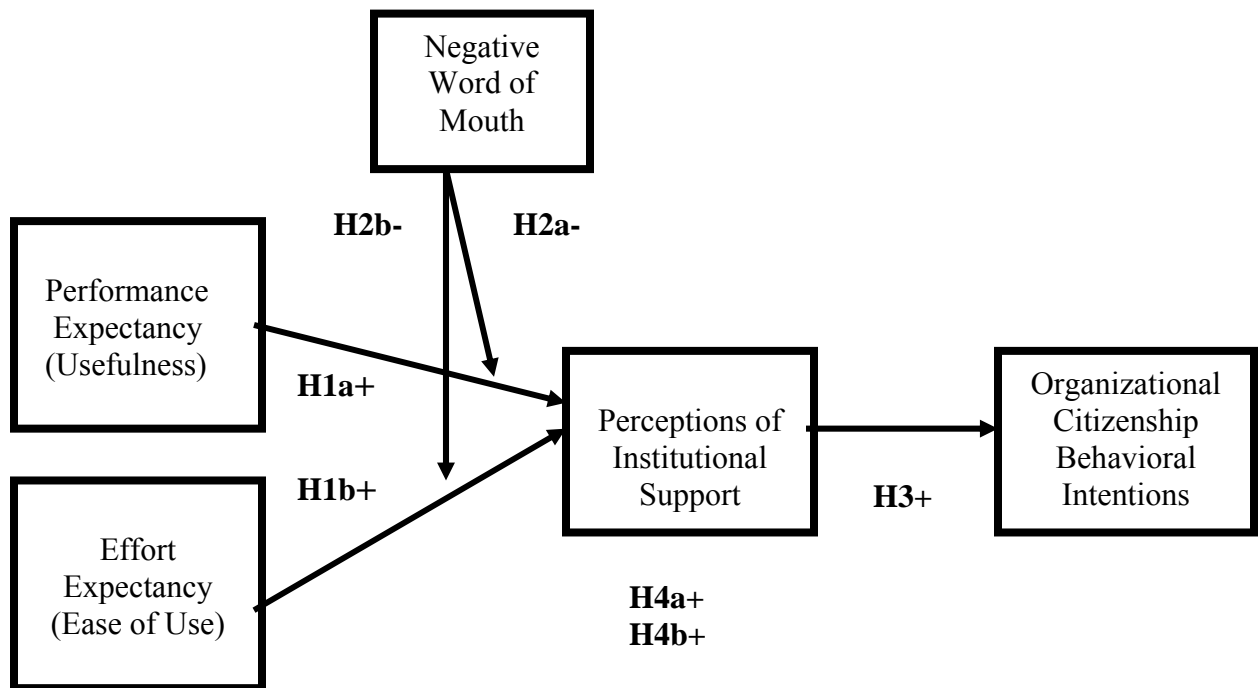 Negative
Word of
Mouth
H2b-
H2a-
Performance
Expectancy
(Usefulness)
H1a+
Perceptions of
Institutional
Support
Organizational
Citizenship
Behavioral
Intentions
H1b+
H3+
Effort
Expectancy
(Ease of Use)
H4a+
H4b+